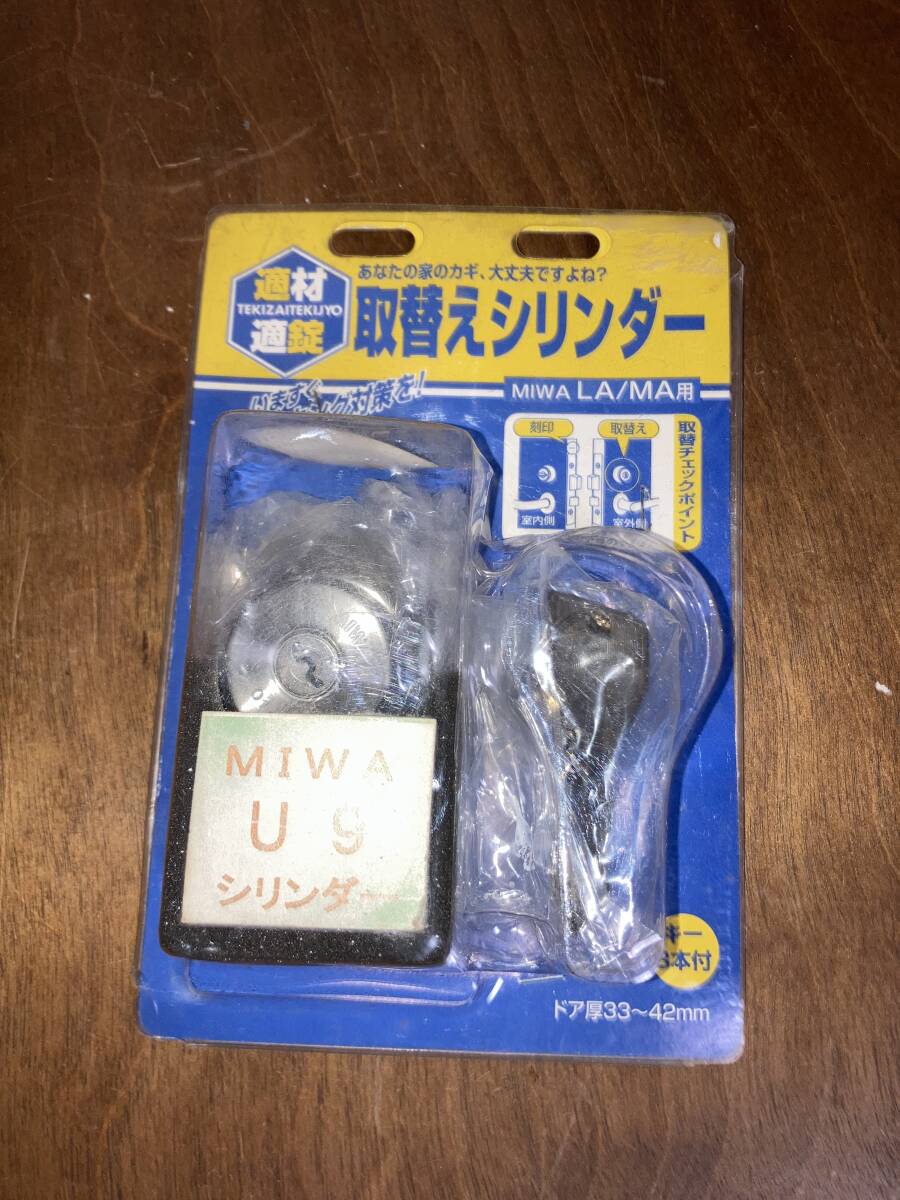 適材
TEKIZAITEKIJYO
適錠
あなたの家のカギ、大丈夫ですよね?
取替えシリンダー
MIWA LA/MA用
いますぐ
対策を!
刻印
取替え
室内側
室外側
取替チェックポイント
MIWA
U 9
シリンダー
キー
3本付
ドア厚33〜42mm